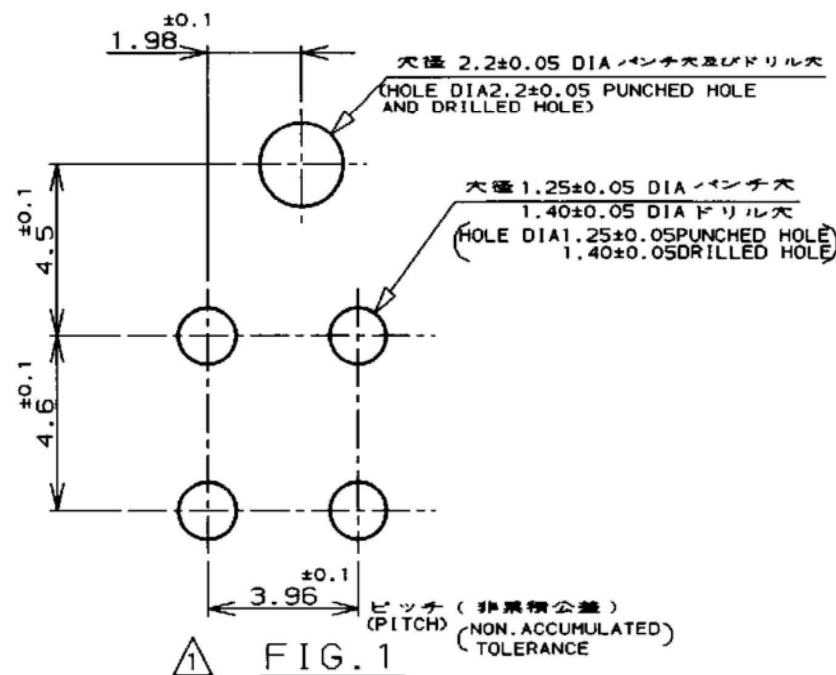 ±0.1
1.98
穴径 2.2±0.05 DIA パンチ穴及びドリル穴
(HOLE DIA2.2±0.05 PUNCHED HOLE
AND DRILLED HOLE)
穴径 1.25±0.05 DIA パンチ穴
1.40±0.05 DIA ドリル穴
(HOLE DIA1.25±0.05PUNCHED HOLE
1.40±0.05DRILLED HOLE)
±0.1
4.5
±0.1
4.6
±0.1
3.96
ピッチ ( 非累積公差 )
(PITCH) (NON.ACCUMULATED
TOLERANCE)
1 FIG.1